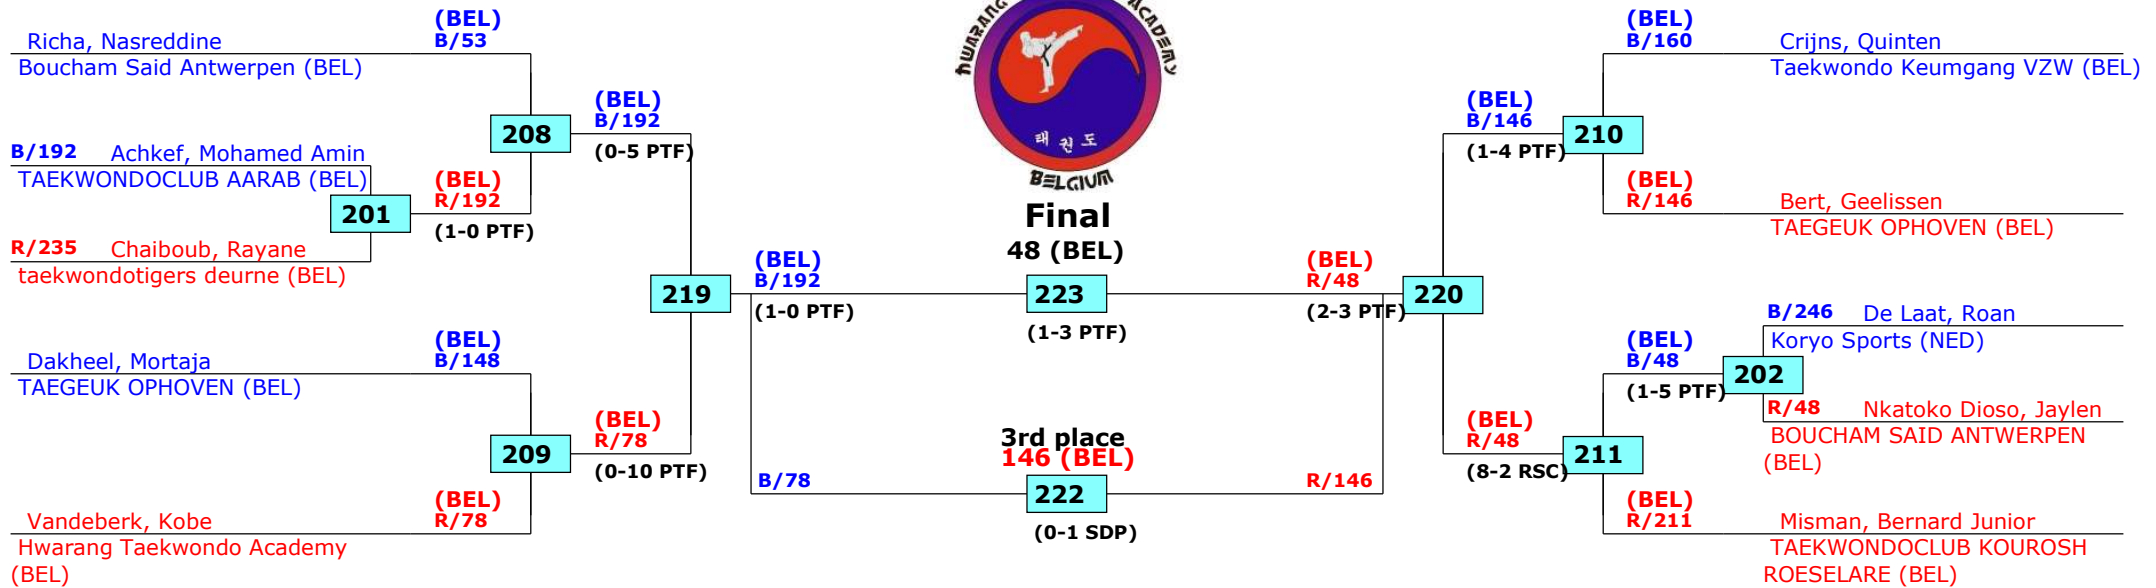 HWARANG
ACADEMY
태권도
BELGIUM
Final
48 (BEL)
223
(1-3 PTF)
3rd place
146 (BEL)
222
(0-1 SDP)
(BEL)
B/53
Richa, Nasreddine
Boucham Said Antwerpen (BEL)
208
(BEL)
B/192
(0-5 PTF)
B/192 Achkef, Mohamed Amin
TAEKWONDOCLUB AARAB (BEL)
201
(BEL)
R/192
(1-0 PTF)
R/235 Chaiboub, Rayane
taekwondotigers deurne (BEL)
219
(BEL)
B/192
(1-0 PTF)
(BEL)
B/148
Dakheel, Mortaja
TAEGEUK OPHOVEN (BEL)
209
(BEL)
R/78
(0-10 PTF)
(BEL)
R/78
Vandeberk, Kobe
Hwarang Taekwondo Academy
(BEL)
B/78
R/146
(BEL)
R/48
(2-3 PTF)
220
(BEL)
B/146
(1-4 PTF)
210
(BEL)
B/160
Crijns, Quinten
Taekwondo Keumgang VZW (BEL)
(BEL)
R/146
Bert, Geelissen
TAEGEUK OPHOVEN (BEL)
B/246 De Laat, Roan
Koryo Sports (NED)
(BEL)
B/48
(1-5 PTF)
202
R/48 Nkatoko Dioso, Jaylen
BOUCHAM SAID ANTWERPEN
(BEL)
(BEL)
R/48
(8-2 RSC)
211
(BEL)
R/211
Misman, Bernard Junior
TAEKWONDOCLUB KOUROSH
ROESELARE (BEL)